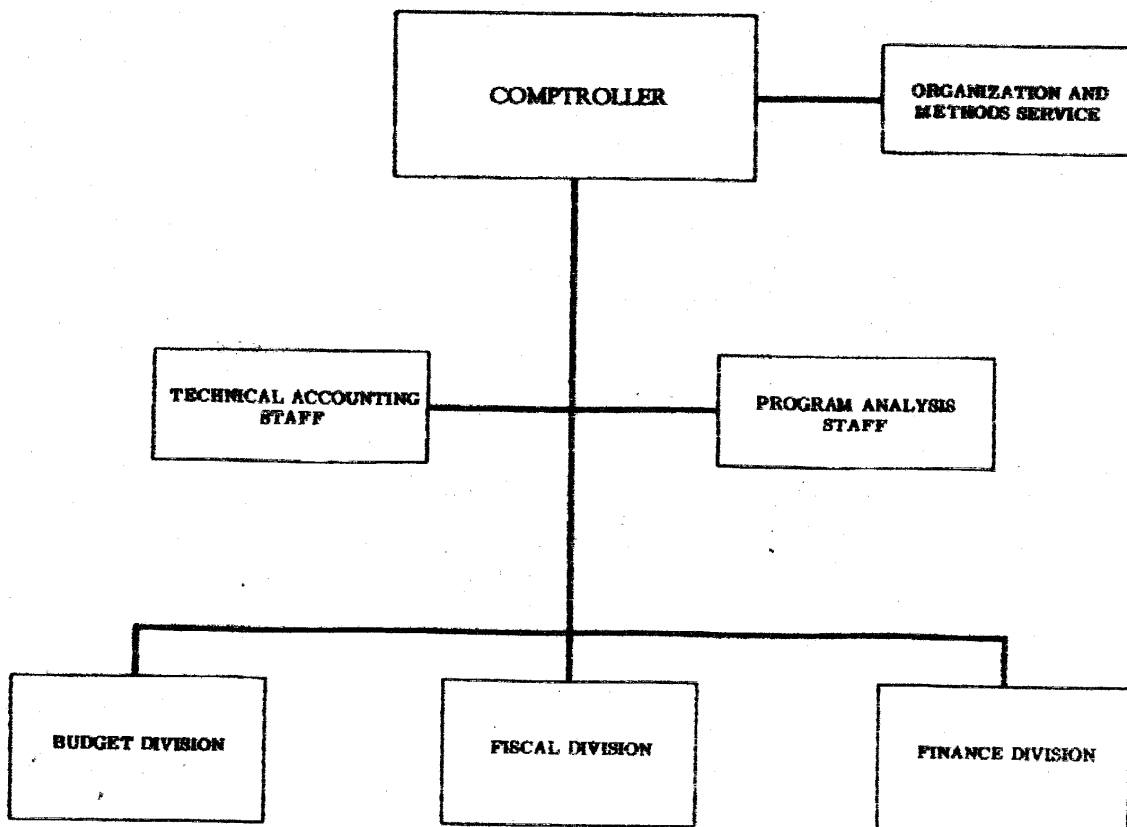 COMPTROLLER
ORGANIZATION AND
METHODS SERVICE
TECHNICAL ACCOUNTING
STAFF
PROGRAM ANALYSIS
STAFF
BUDGET DIVISION
FISCAL DIVISION
FINANCE DIVISION